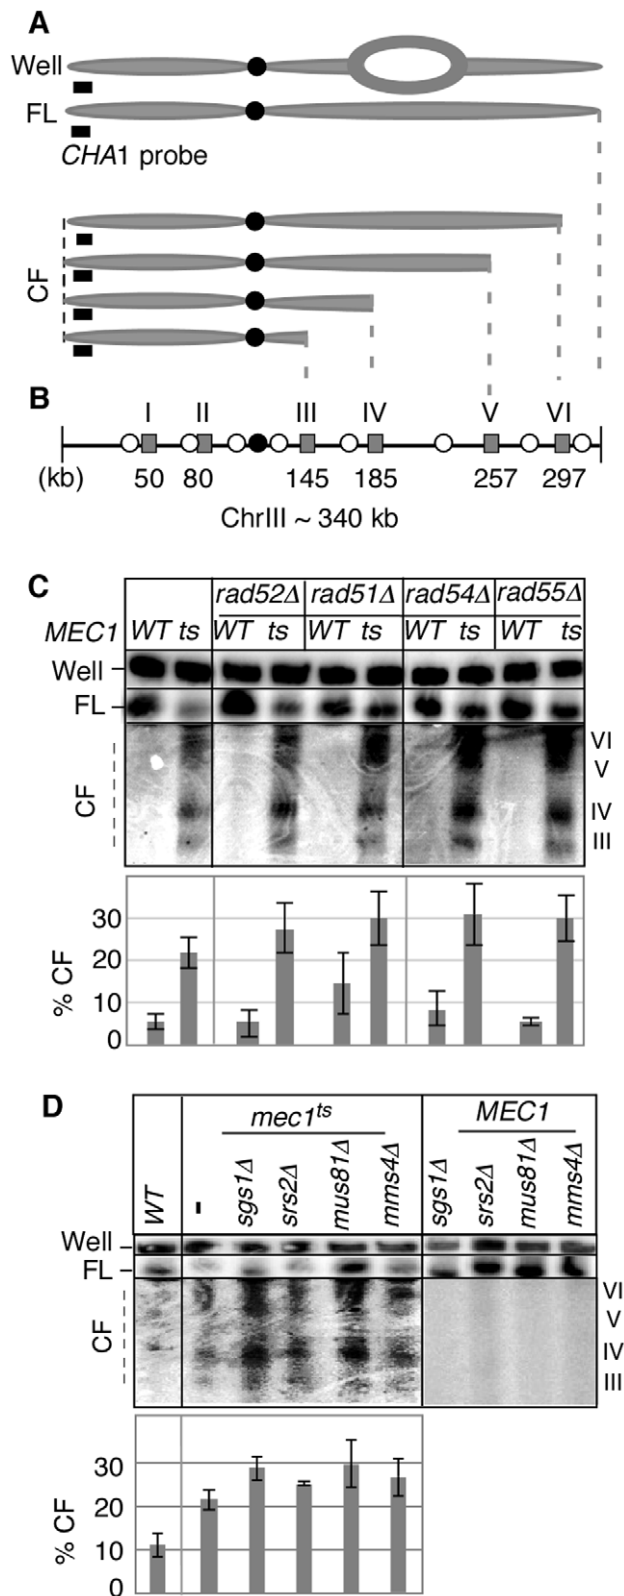 A
Well
FL
CHA1 probe
CF
B
I II III IV V VI
(kb) 50 80 145 185 257 297
ChrIII ~ 340 kb
C
rad52Δ rad51Δ rad54Δ rad55Δ
MEC1 WT ts WT ts WT ts WT ts WT ts
Well
FL
CF
VI
V
IV
III
% CF
30
20
10
0
D
mec1ts MEC1
WT - sgs1Δ srs2Δ mus81Δ mms4Δ sgs1Δ srs2Δ mus81Δ mms4Δ
Well
FL
CF
VI
V
IV
III
% CF
30
20
10
0